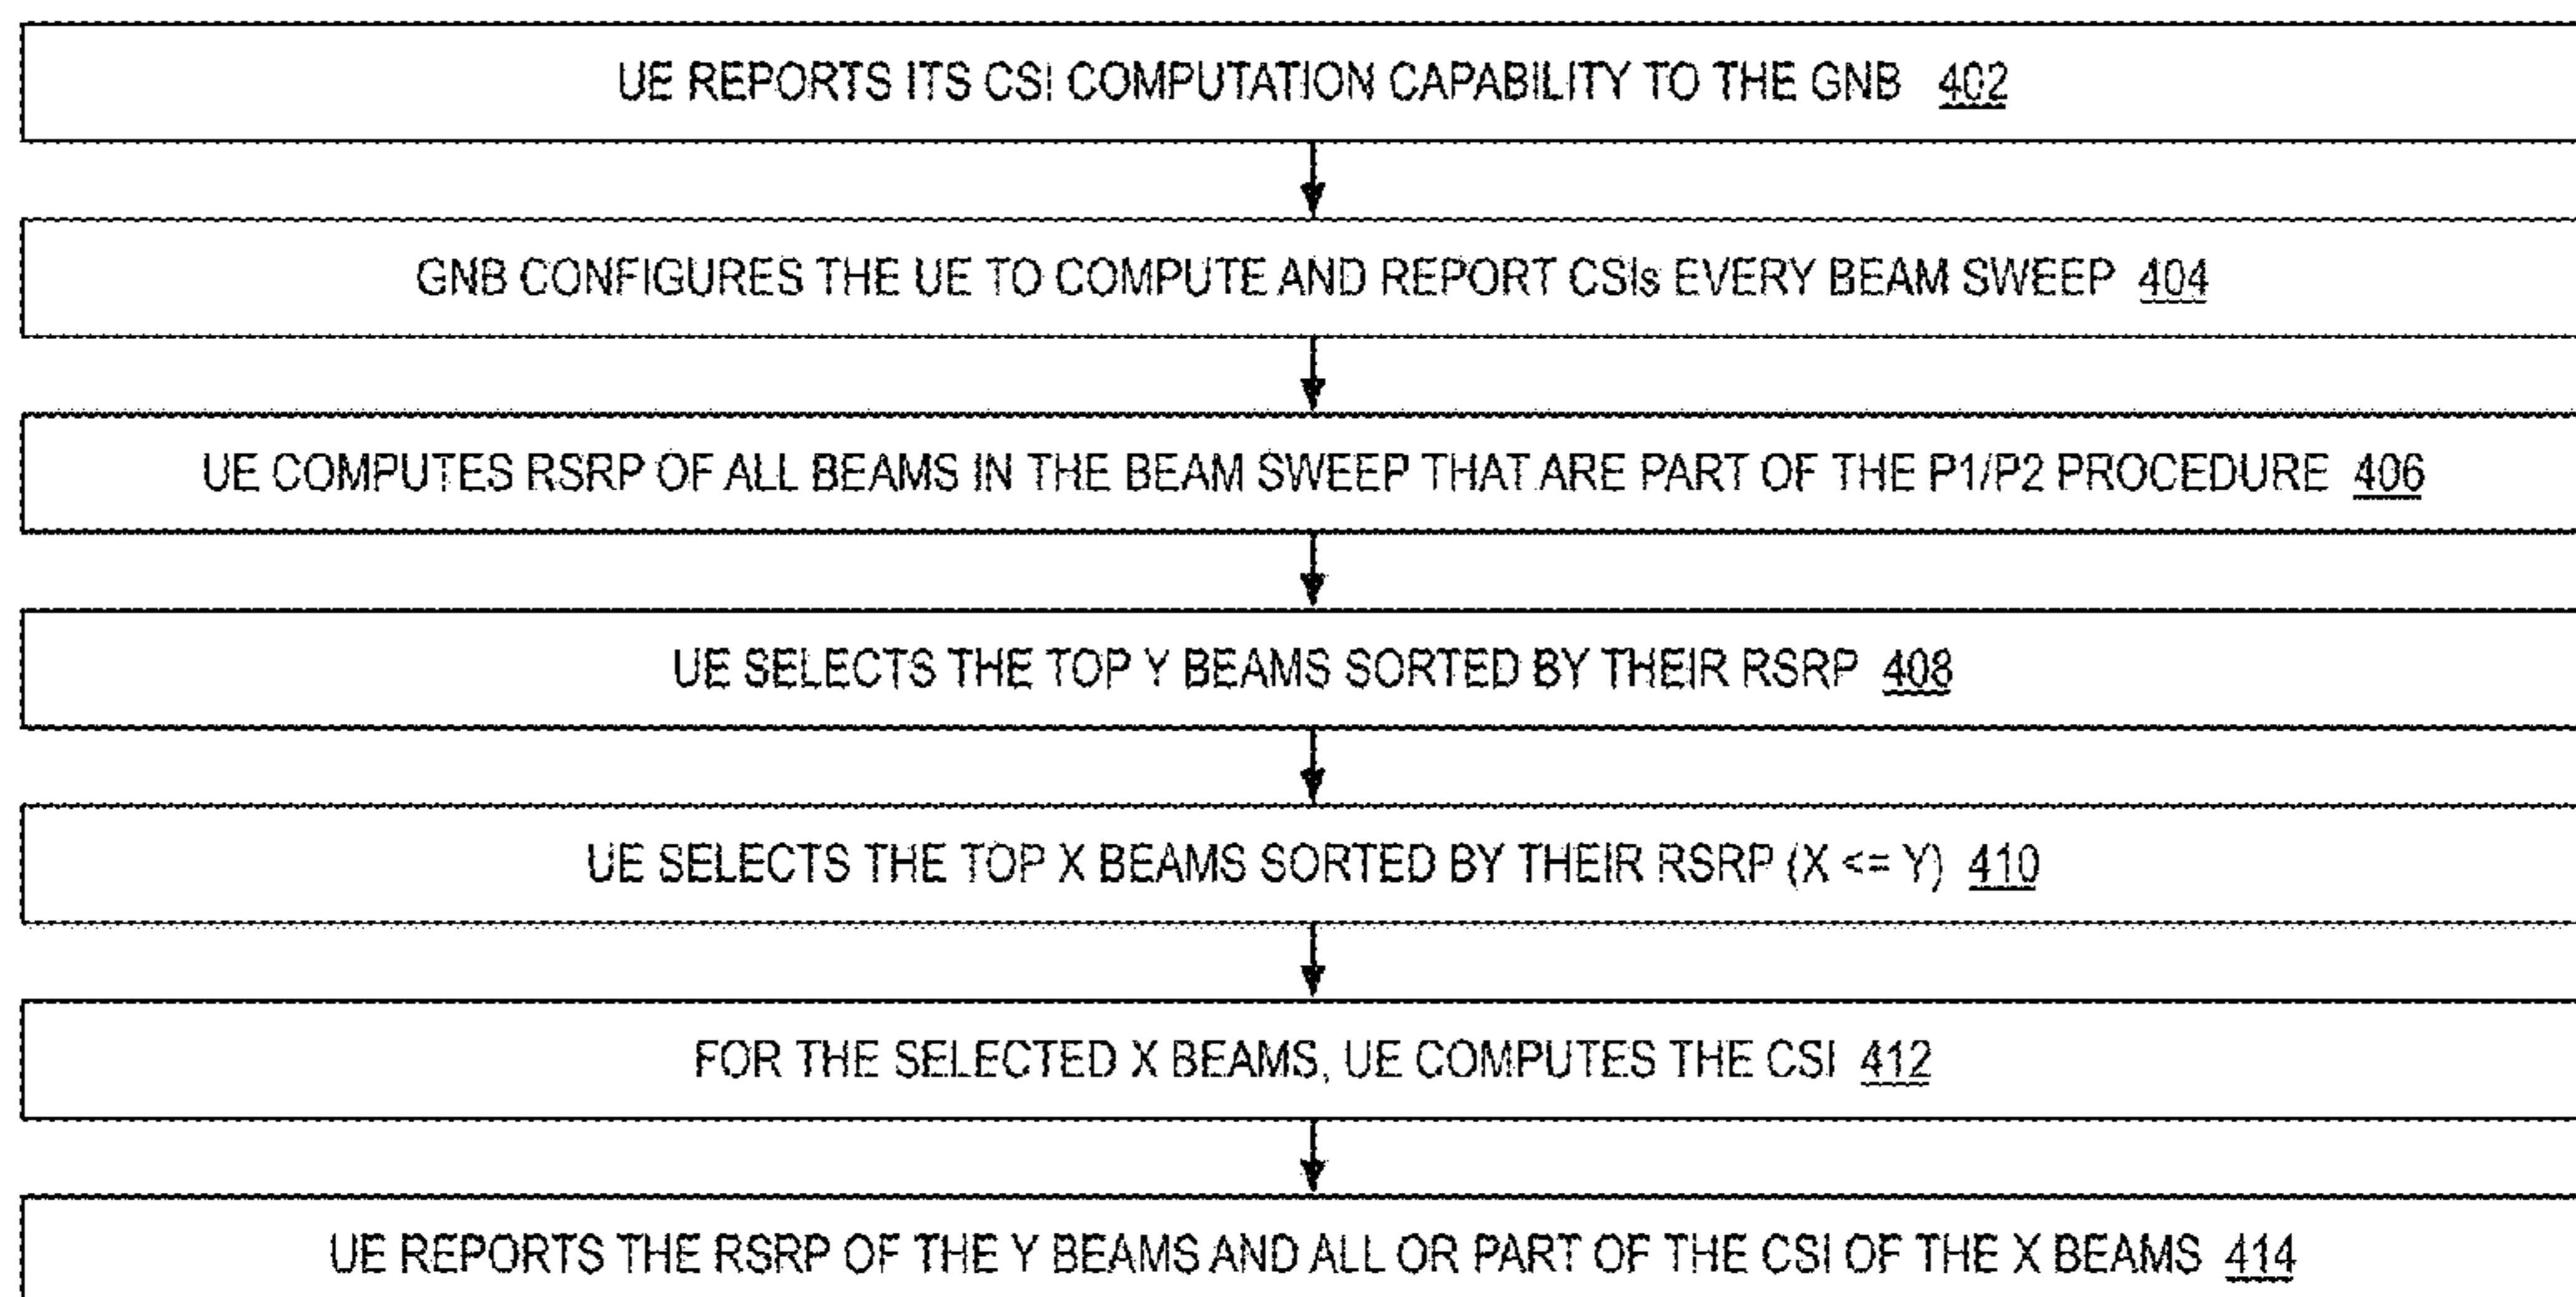 UE REPORTS ITS CSI COMPUTATION CAPABILITY TO THE GNB 402
GNB CONFIGURES THE UE TO COMPUTE AND REPORT CSIs EVERY BEAM SWEEP 404
UE COMPUTES RSRP OF ALL BEAMS IN THE BEAM SWEEP THAT ARE PART OF THE P1/P2 PROCEDURE 406
UE SELECTS THE TOP Y BEAMS SORTED BY THEIR RSRP 408
UE SELECTS THE TOP X BEAMS SORTED BY THEIR RSRP (X <= Y) 410
FOR THE SELECTED X BEAMS, UE COMPUTES THE CSI 412
UE REPORTS THE RSRP OF THE Y BEAMS AND ALL OR PART OF THE CSI OF THE X BEAMS 414